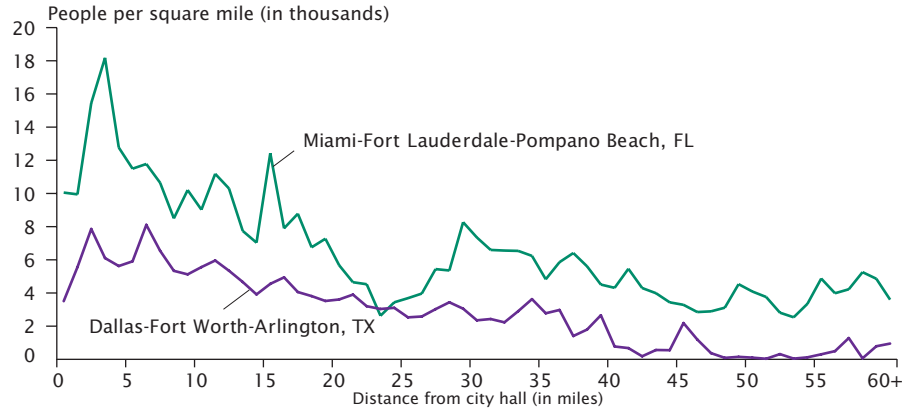 People per square mile (in thousands)
20
18
16
14
12
10
8
6
4
2
0
Miami-Fort Lauderdale-Pompano Beach, FL
Dallas-Fort Worth-Arlington, TX
0 5 10 15 20 25 30 35 40 45 50 55 60+
Distance from city hall (in miles)